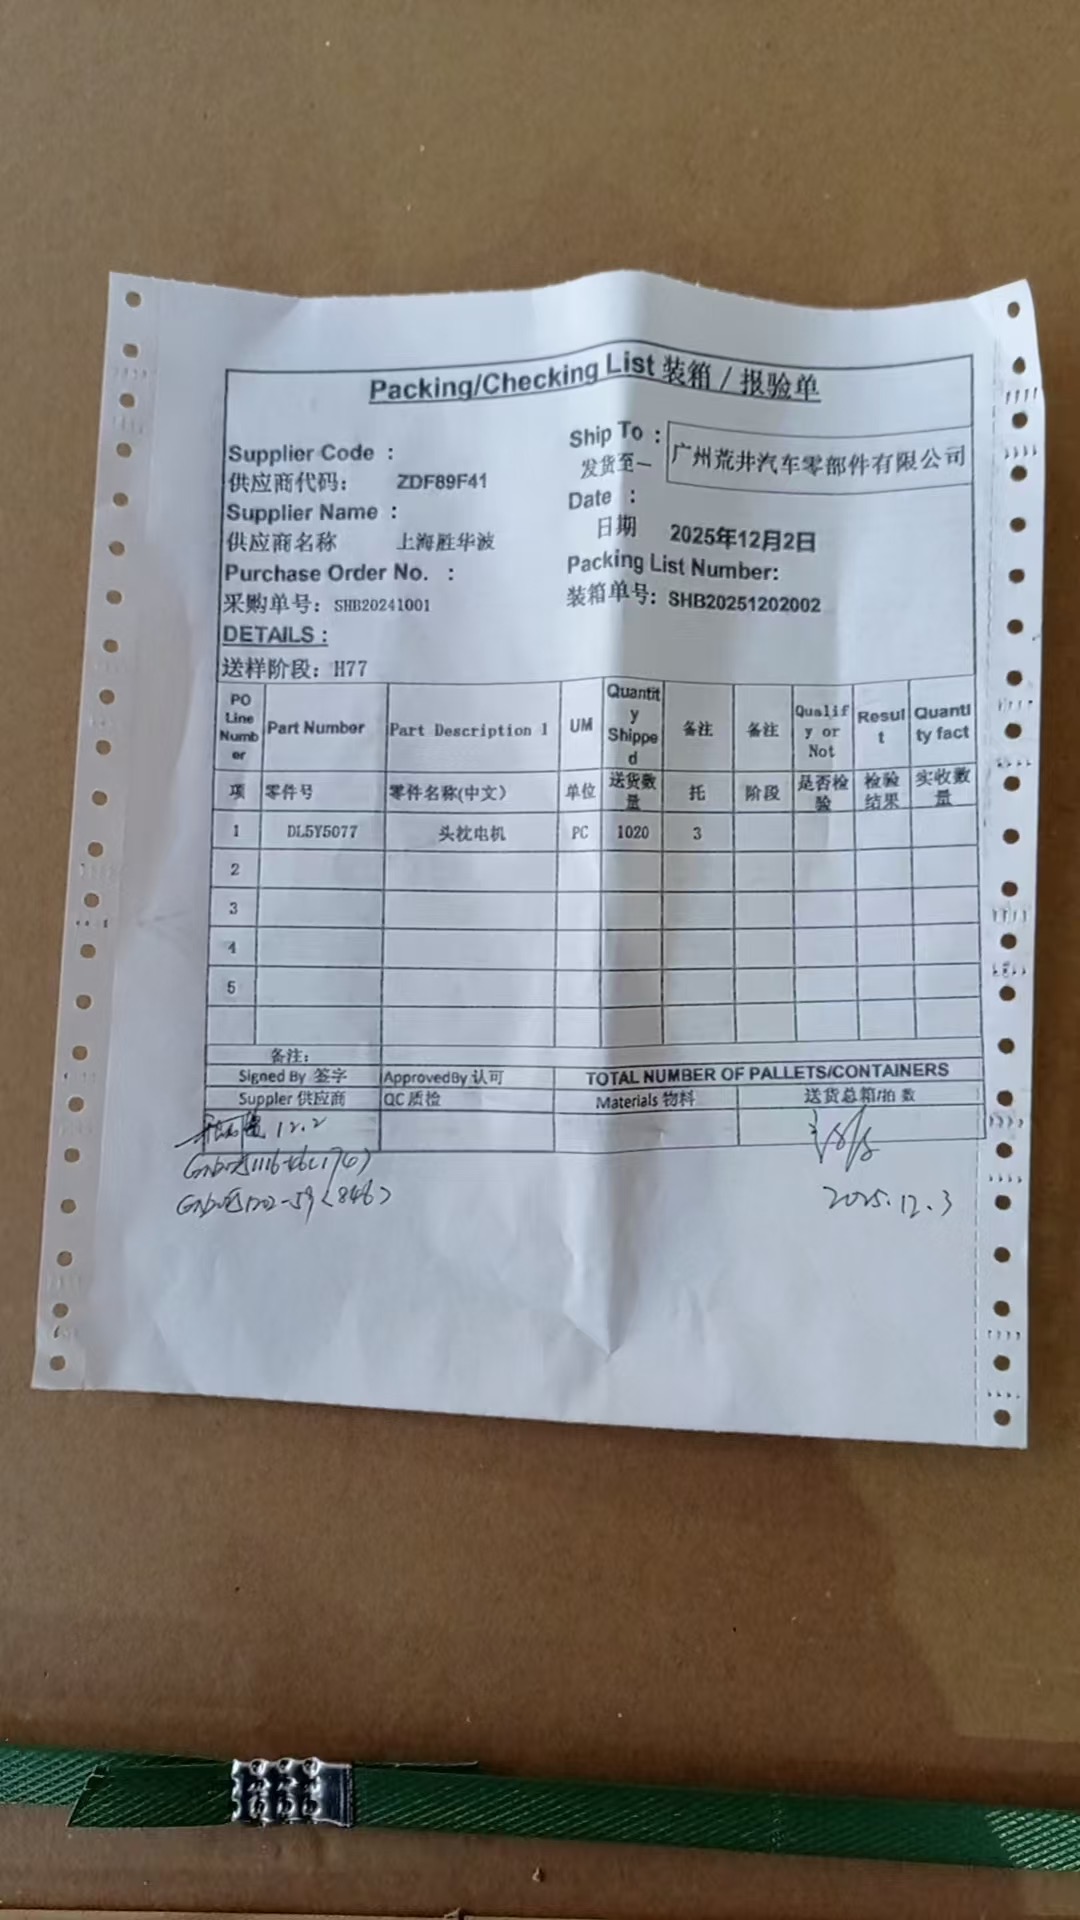 Packing/Checking List 装箱 / 报验单
Supplier Code :
供应商代码: ZDF89F41
Supplier Name :
供应商名称 上海胜华波
Purchase Order No. :
采购单号: SHB20241001
DETAILS :
送样阶段: H77
Ship To :
发货至— 广州荒井汽车零部件有限公司
Date :
日期 2025年12月2日
Packing List Number:
装箱单号: SHB20251202002
PO Line Number Part Number Part Description 1 UM Quantity Shipped 备注 备注 Qualify or Not Result Quantity fact
项 零件号 零件名称(中文) 单位 送货数量 托 阶段 是否检验 检验结果 实收数量
1 DL5Y5077 头枕电机 PC 1020 3
2
3
4
5
备注:
Signed By 签字 ApprovedBy 认可 TOTAL NUMBER OF PALLETS/CONTAINERS
Suppler 供应商 QC 质检 Materials 物料 送货总箱/拍 数
12.2
2025.12.3